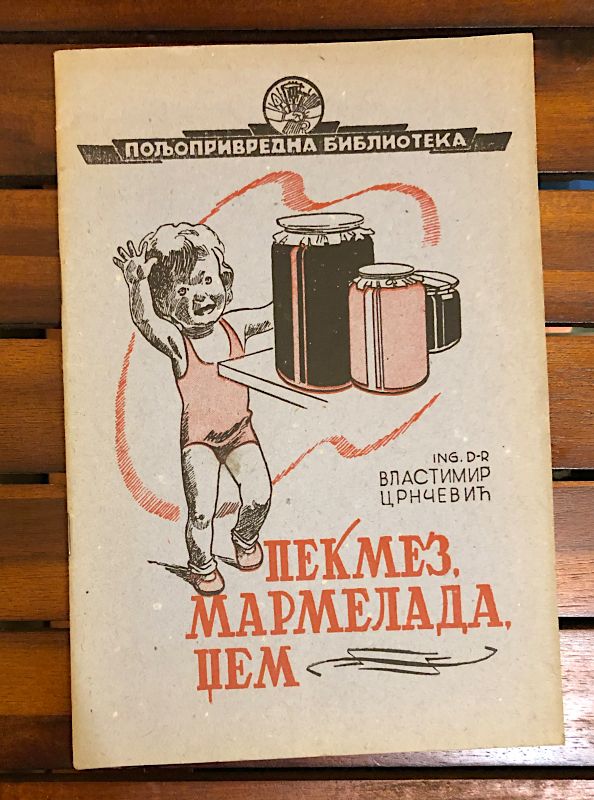 ПОЉОПРИВРЕДНА БИБЛИОТЕКА
ING. D-R
ВЛАСТИМИР
ЦРНЧЕВИЋ
ПЕКМЕЗ,
МАРМЕЛАДА,
ЏЕМ